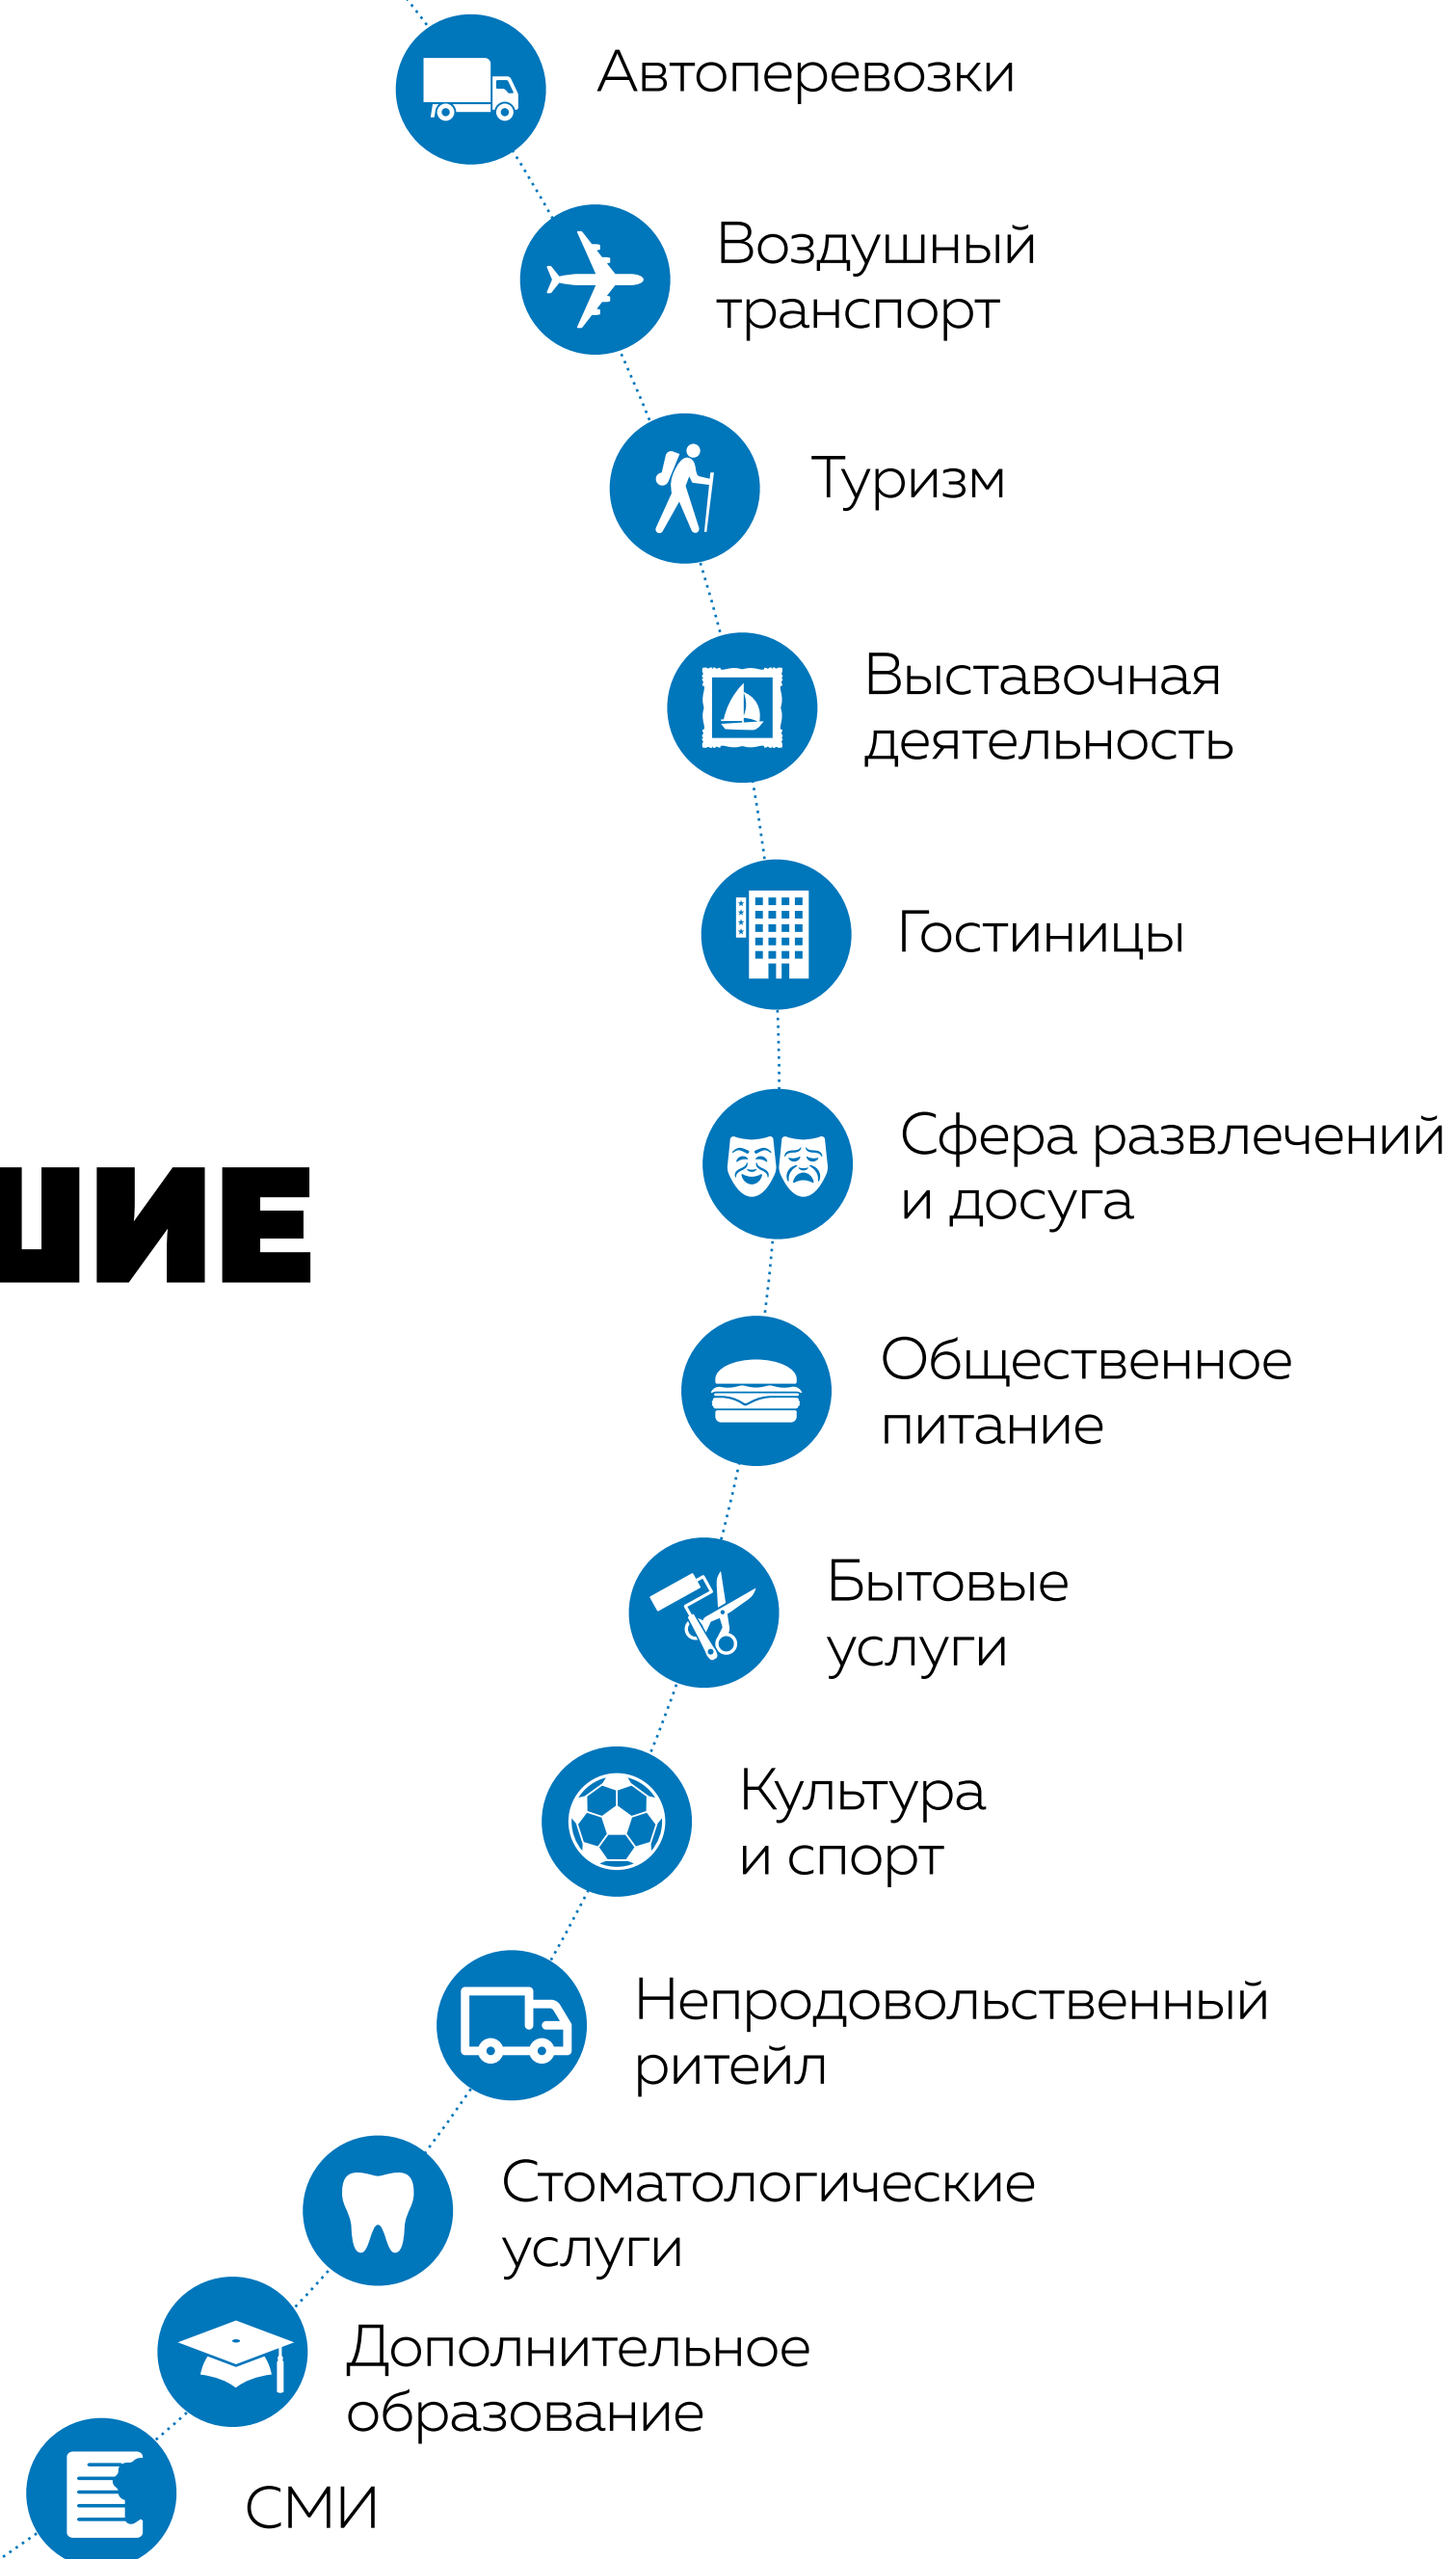 Автоперевозки
Воздушный
транспорт
Туризм
Выставочная
деятельность
Гостиницы
Сфера развлечений
и досуга
Общественное
питание
Бытовые
услуги
Культура
и спорт
Непродовольственный
ритейл
Стоматологические
услуги
Дополнительное
образование
СМИ